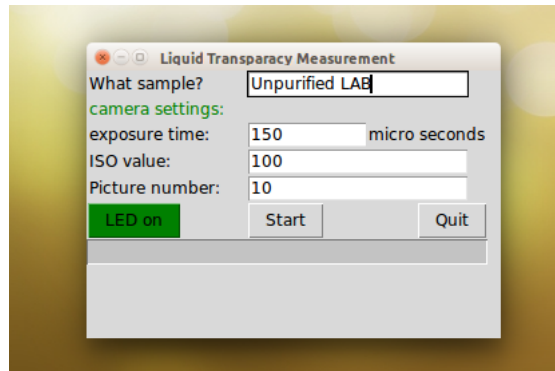 Liquid Transparacy Measurement
What sample? Unpurified LAB
camera settings:
exposure time: 150 micro seconds
ISO value: 100
Picture number: 10
LED on Start Quit